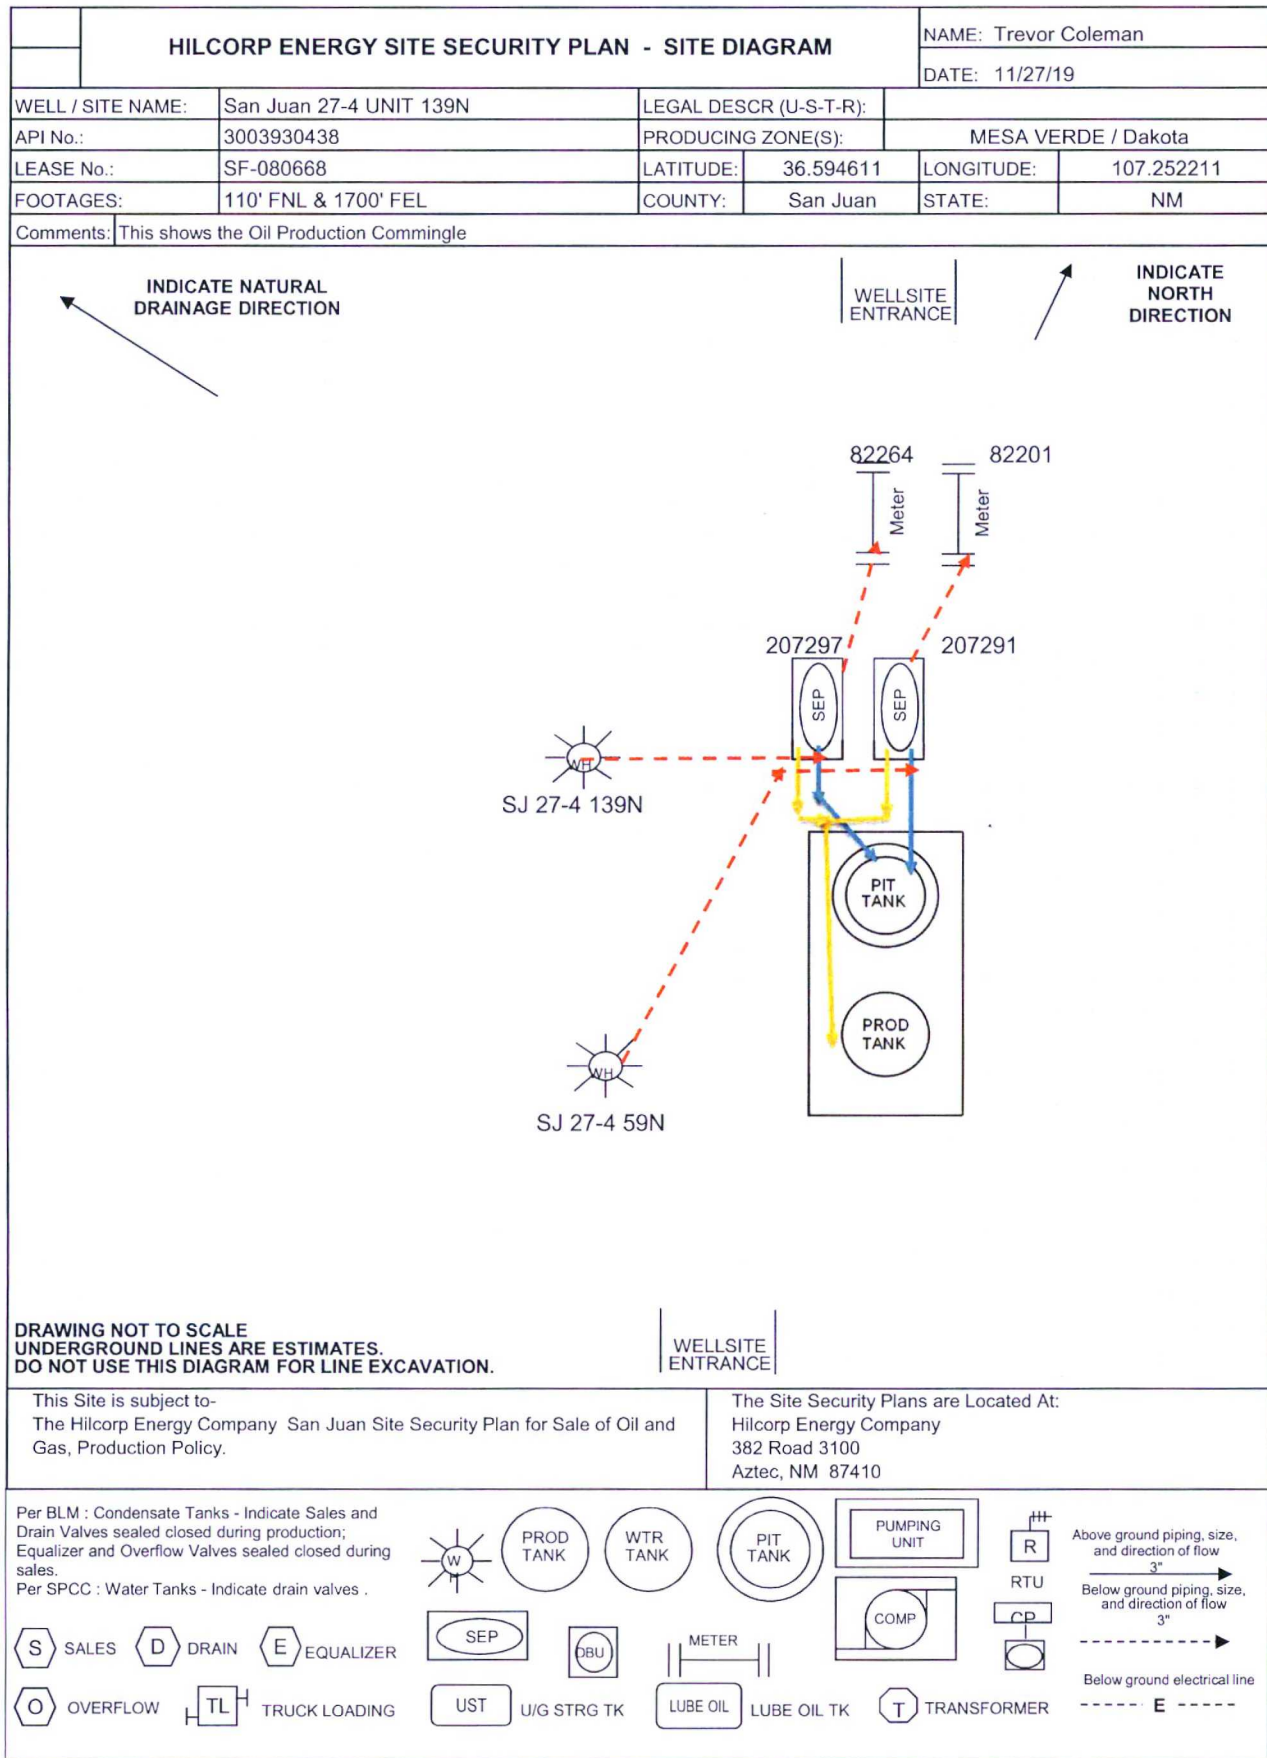 HILCORP ENERGY SITE SECURITY PLAN - SITE DIAGRAM
NAME: Trevor Coleman
DATE: 11/27/19
WELL / SITE NAME: San Juan 27-4 UNIT 139N LEGAL DESCR (U-S-T-R):
API No.: 3003930438 PRODUCING ZONE(S): MESA VERDE / Dakota
LEASE No.: SF-080668 LATITUDE: 36.594611 LONGITUDE: 107.252211
FOOTAGES: 110' FNL & 1700' FEL COUNTY: San Juan STATE: NM
Comments: This shows the Oil Production Commingle
INDICATE NATURAL
DRAINAGE DIRECTION
WELLSITE
ENTRANCE
INDICATE
NORTH
DIRECTION
82264 82201
Meter Meter
207297 207291
SEP SEP
WH
SJ 27-4 139N
PIT
TANK
PROD
TANK
WH
SJ 27-4 59N
DRAWING NOT TO SCALE
UNDERGROUND LINES ARE ESTIMATES.
DO NOT USE THIS DIAGRAM FOR LINE EXCAVATION.
WELLSITE
ENTRANCE
This Site is subject to-
The Hilcorp Energy Company San Juan Site Security Plan for Sale of Oil and
Gas, Production Policy.
The Site Security Plans are Located At:
Hilcorp Energy Company
382 Road 3100
Aztec, NM 87410
Per BLM : Condensate Tanks - Indicate Sales and
Drain Valves sealed closed during production;
Equalizer and Overflow Valves sealed closed during
sales.
Per SPCC : Water Tanks - Indicate drain valves .
W
PROD
TANK
WTR
TANK
PIT
TANK
PUMPING
UNIT
R
RTU
Above ground piping, size,
and direction of flow
3"
Below ground piping, size,
and direction of flow
3"
S SALES D DRAIN E EQUALIZER
SEP
DBU
METER
COMP
CP
Below ground electrical line
E
O OVERFLOW TL TRUCK LOADING
UST U/G STRG TK
LUBE OIL LUBE OIL TK
T TRANSFORMER